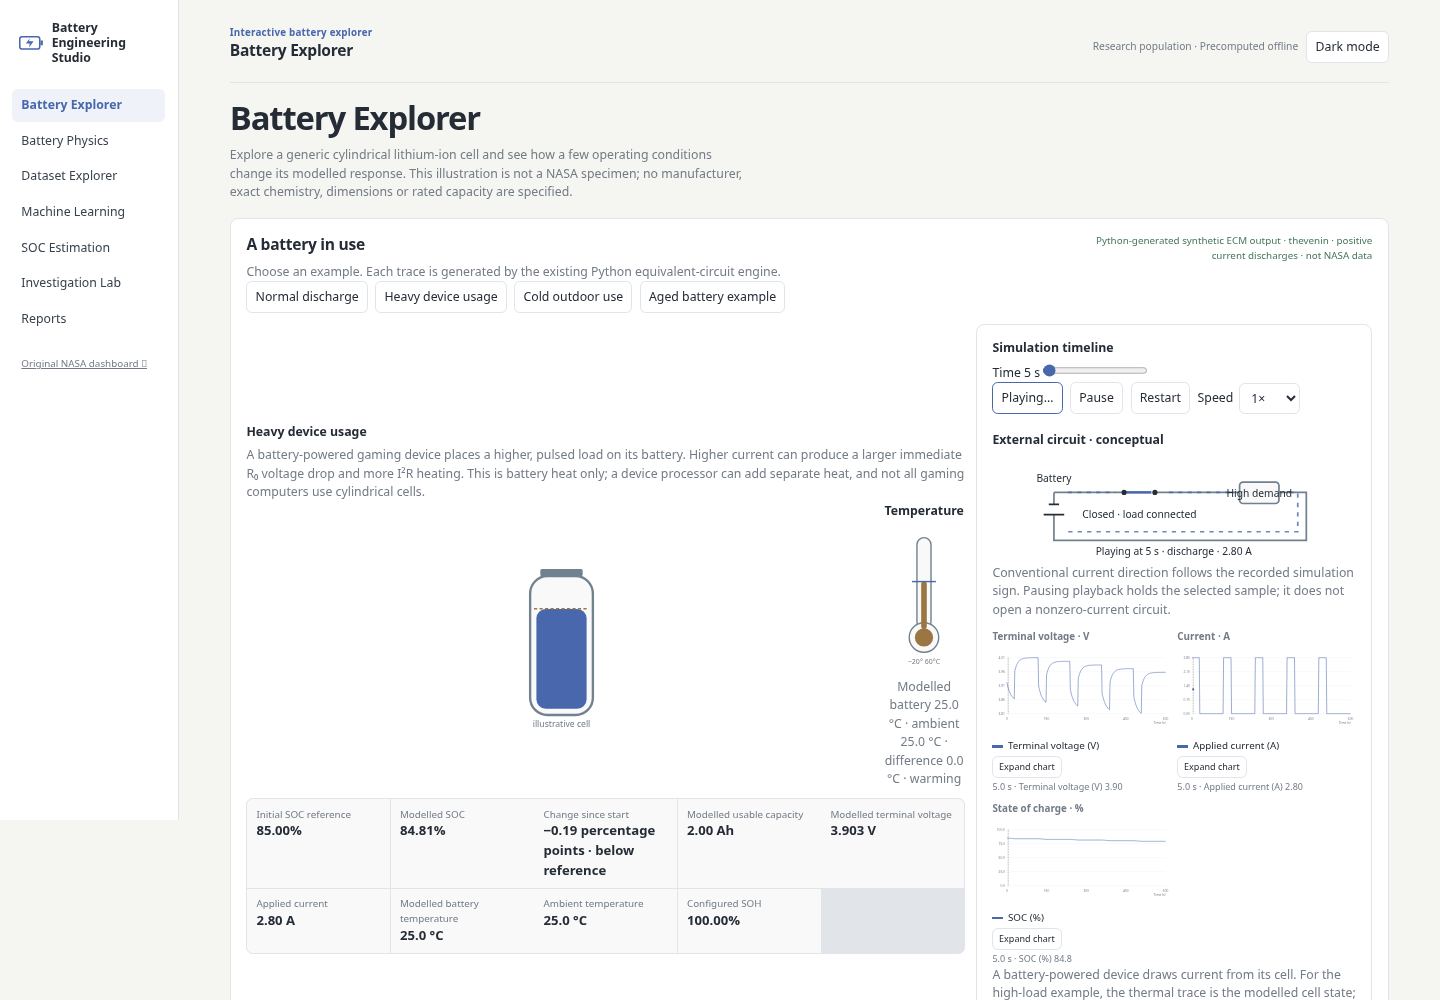 Battery
Engineering
Studio
Battery Explorer
Battery Physics
Dataset Explorer
Machine Learning
SOC Estimation
Investigation Lab
Reports
Original NASA dashboard
Interactive battery explorer
Battery Explorer
Research population · Precomputed offline
Dark mode
Battery Explorer
Explore a generic cylindrical lithium-ion cell and see how a few operating conditions
change its modelled response. This illustration is not a NASA specimen; no manufacturer,
exact chemistry, dimensions or rated capacity are specified.
A battery in use
Python-generated synthetic ECM output · thevenin · positive
current discharges · not NASA data
Choose an example. Each trace is generated by the existing Python equivalent-circuit engine.
Normal discharge
Heavy device usage
Cold outdoor use
Aged battery example
Heavy device usage
A battery-powered gaming device places a higher, pulsed load on its battery. Higher current can produce a larger immediate
R₀ voltage drop and more I²R heating. This is battery heat only; a device processor can add separate heat, and not all gaming
computers use cylindrical cells.
illustrative cell
Temperature
−20° 60°C
Modelled
battery 25.0
°C · ambient
25.0 °C ·
difference 0.0
°C · warming
Initial SOC reference
85.00%
Modelled SOC
84.81%
Change since start
−0.19 percentage
points · below
reference
Modelled usable capacity
2.00 Ah
Modelled terminal voltage
3.903 V
Applied current
2.80 A
Modelled battery
temperature
25.0 °C
Ambient temperature
25.0 °C
Configured SOH
100.00%
Simulation timeline
Time 5 s
Playing…
Pause
Restart
Speed
1×
External circuit · conceptual
Battery
High demand
Closed · load connected
Playing at 5 s · discharge · 2.80 A
Conventional current direction follows the recorded simulation
sign. Pausing playback holds the selected sample; it does not
open a nonzero-current circuit.
Terminal voltage · V
Terminal voltage (V)
Expand chart
5.0 s · Terminal voltage (V) 3.90
Current · A
Applied current (A)
Expand chart
5.0 s · Applied current (A) 2.80
State of charge · %
SOC (%)
Expand chart
5.0 s · SOC (%) 84.8
A battery-powered device draws current from its cell. For the
high-load example, the thermal trace is the modelled cell state;